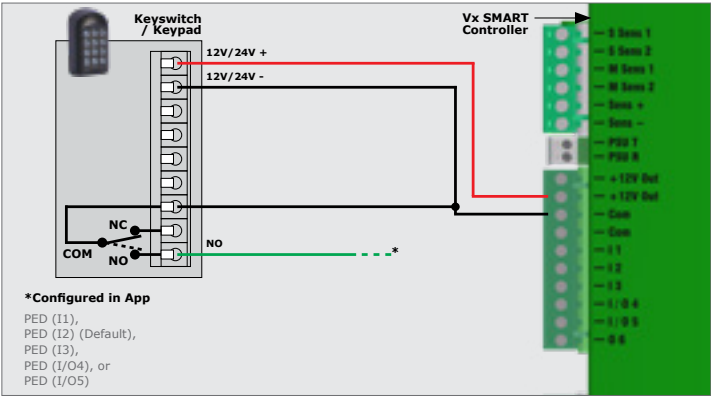 Keyswitch
/ Keypad
Vx SMART
Controller
12V/24V +
12V/24V -
NC
COM
NO
NO
*
S Sens 1
S Sens 2
M Sens 1
M Sens 2
Sens +
Sens -
PSU T
PSU R
+12V Out
+12V Out
Com
Com
I 1
I 2
I 3
I / O 4
I / O 5
O 6
*Configured in App
PED (I1),
PED (I2) (Default),
PED (I3),
PED (I/O4), or
PED (I/O5)